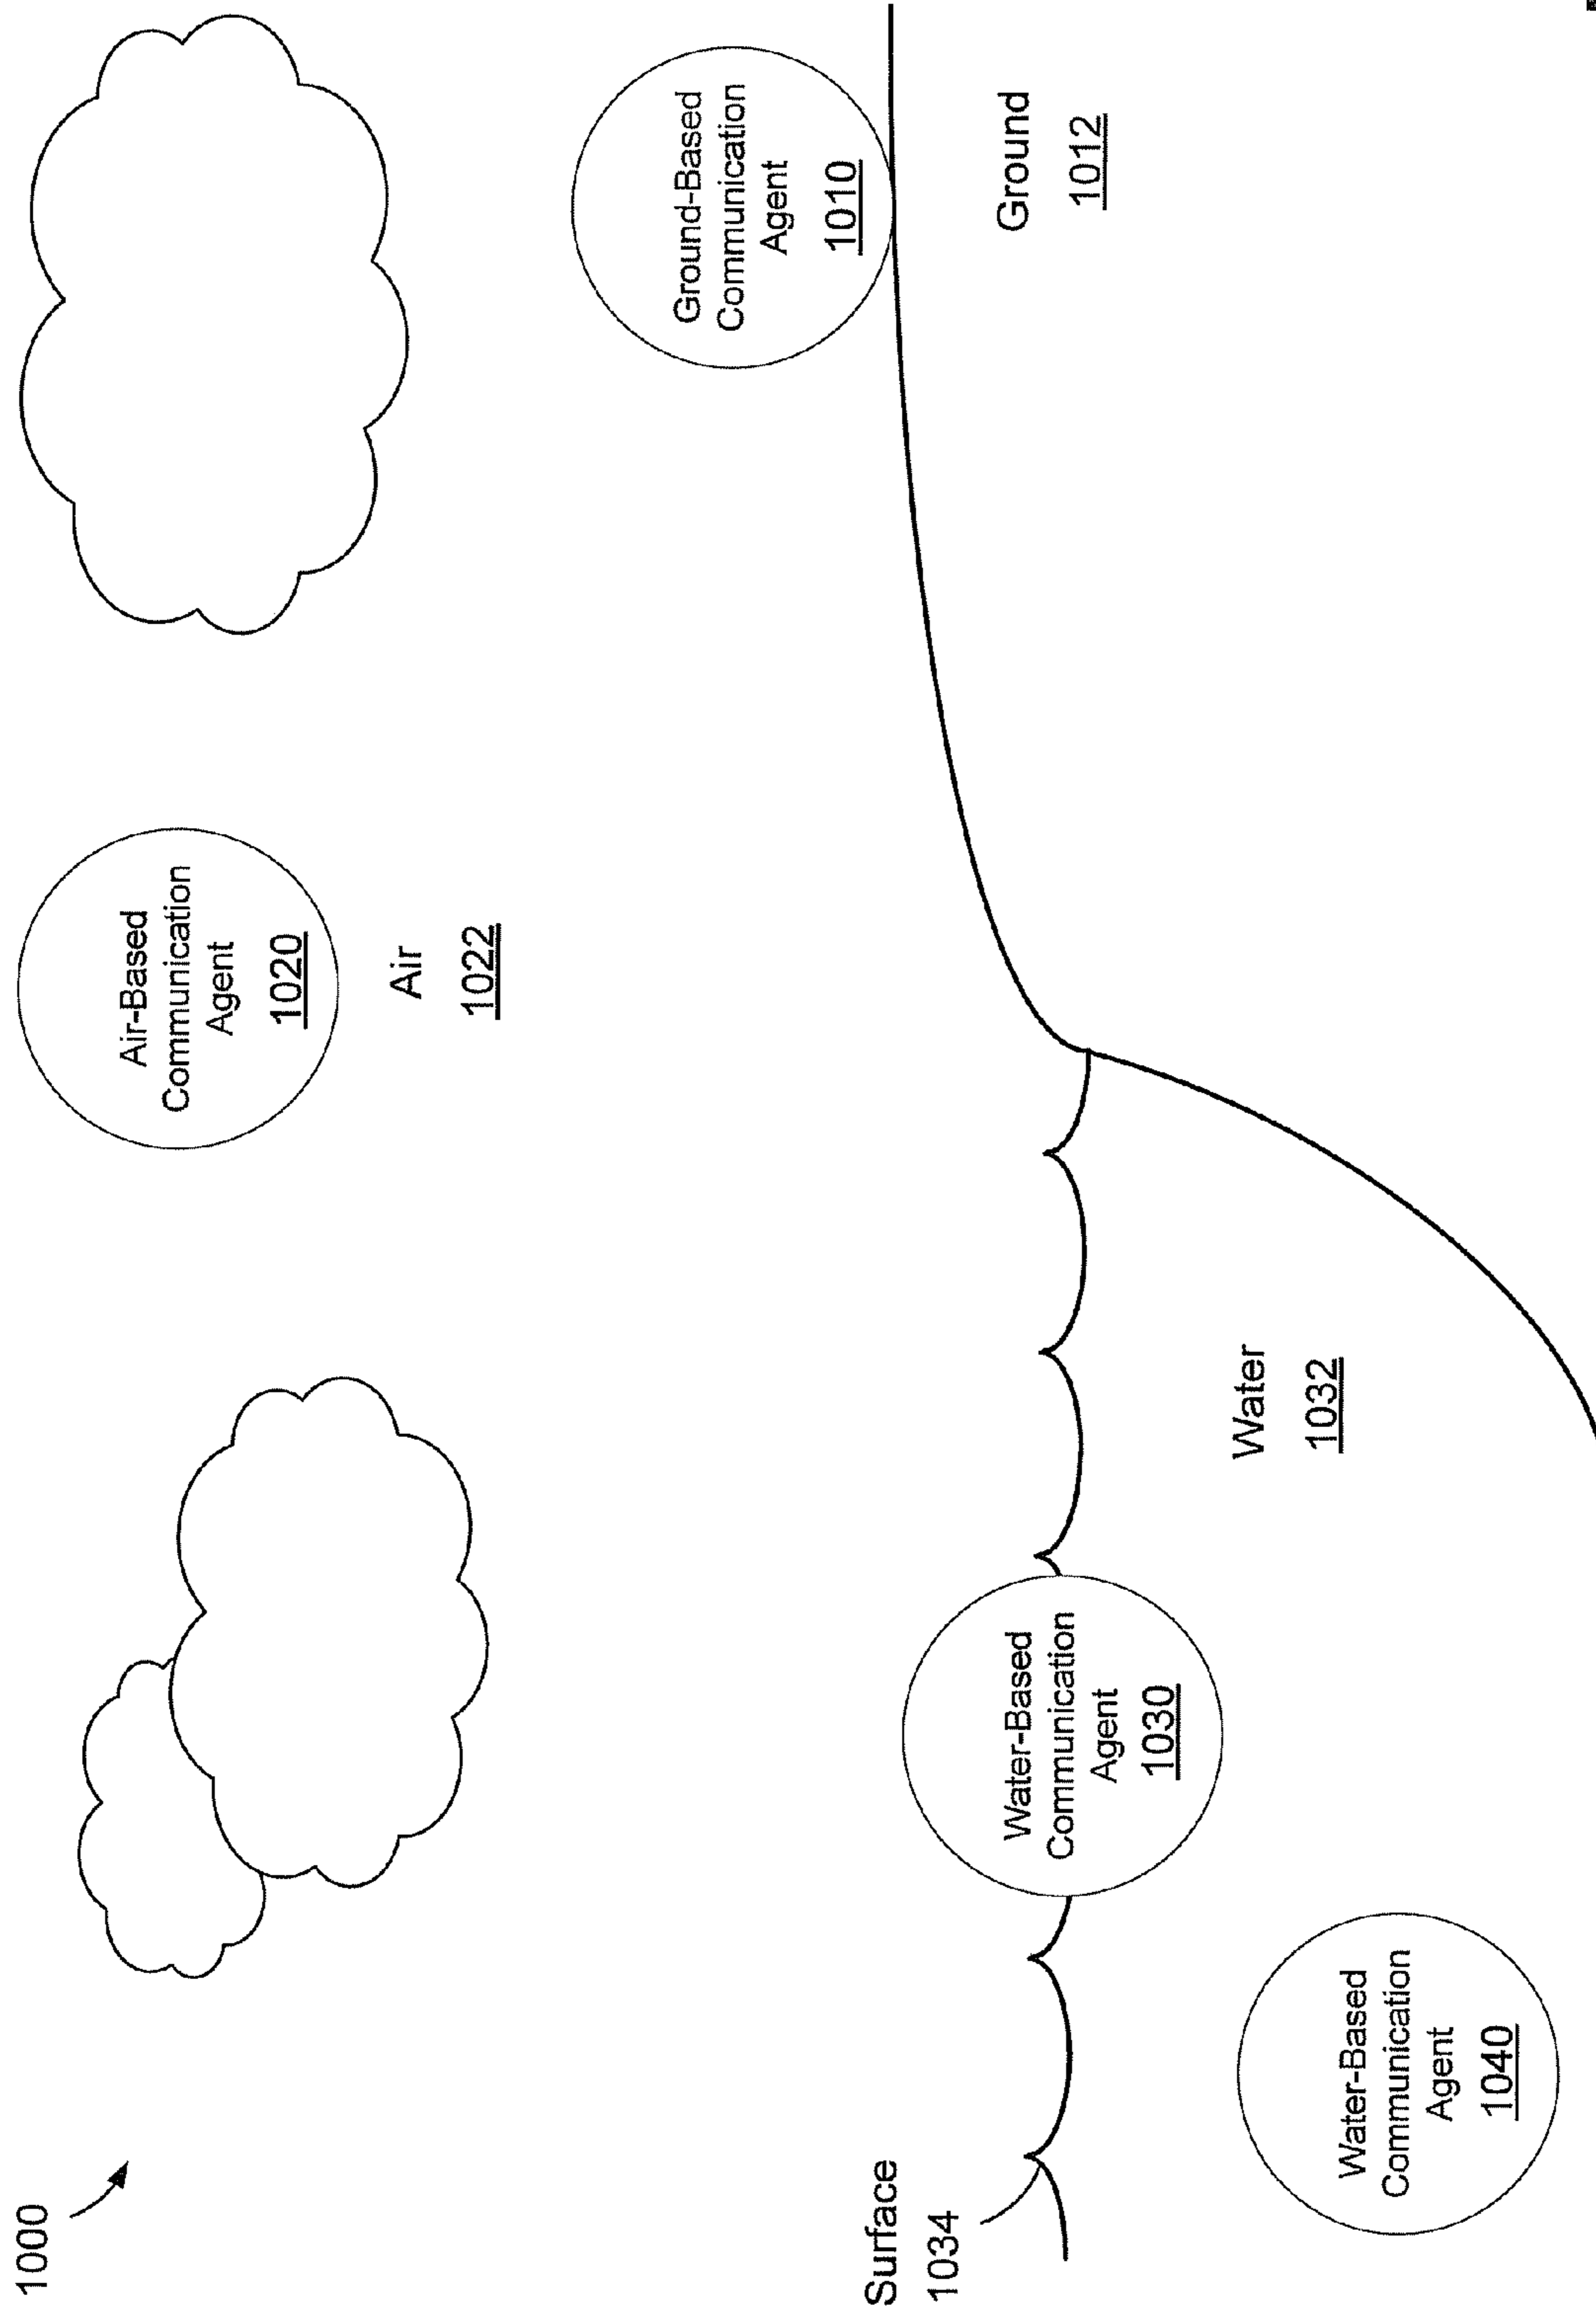 1000
Air-Based
Communication
Agent
1020
Air
1022
Ground-Based
Communication
Agent
1010
Ground
1012
Surface
1034
Water-Based
Communication
Agent
1030
Water
1032
Water-Based
Communication
Agent
1040